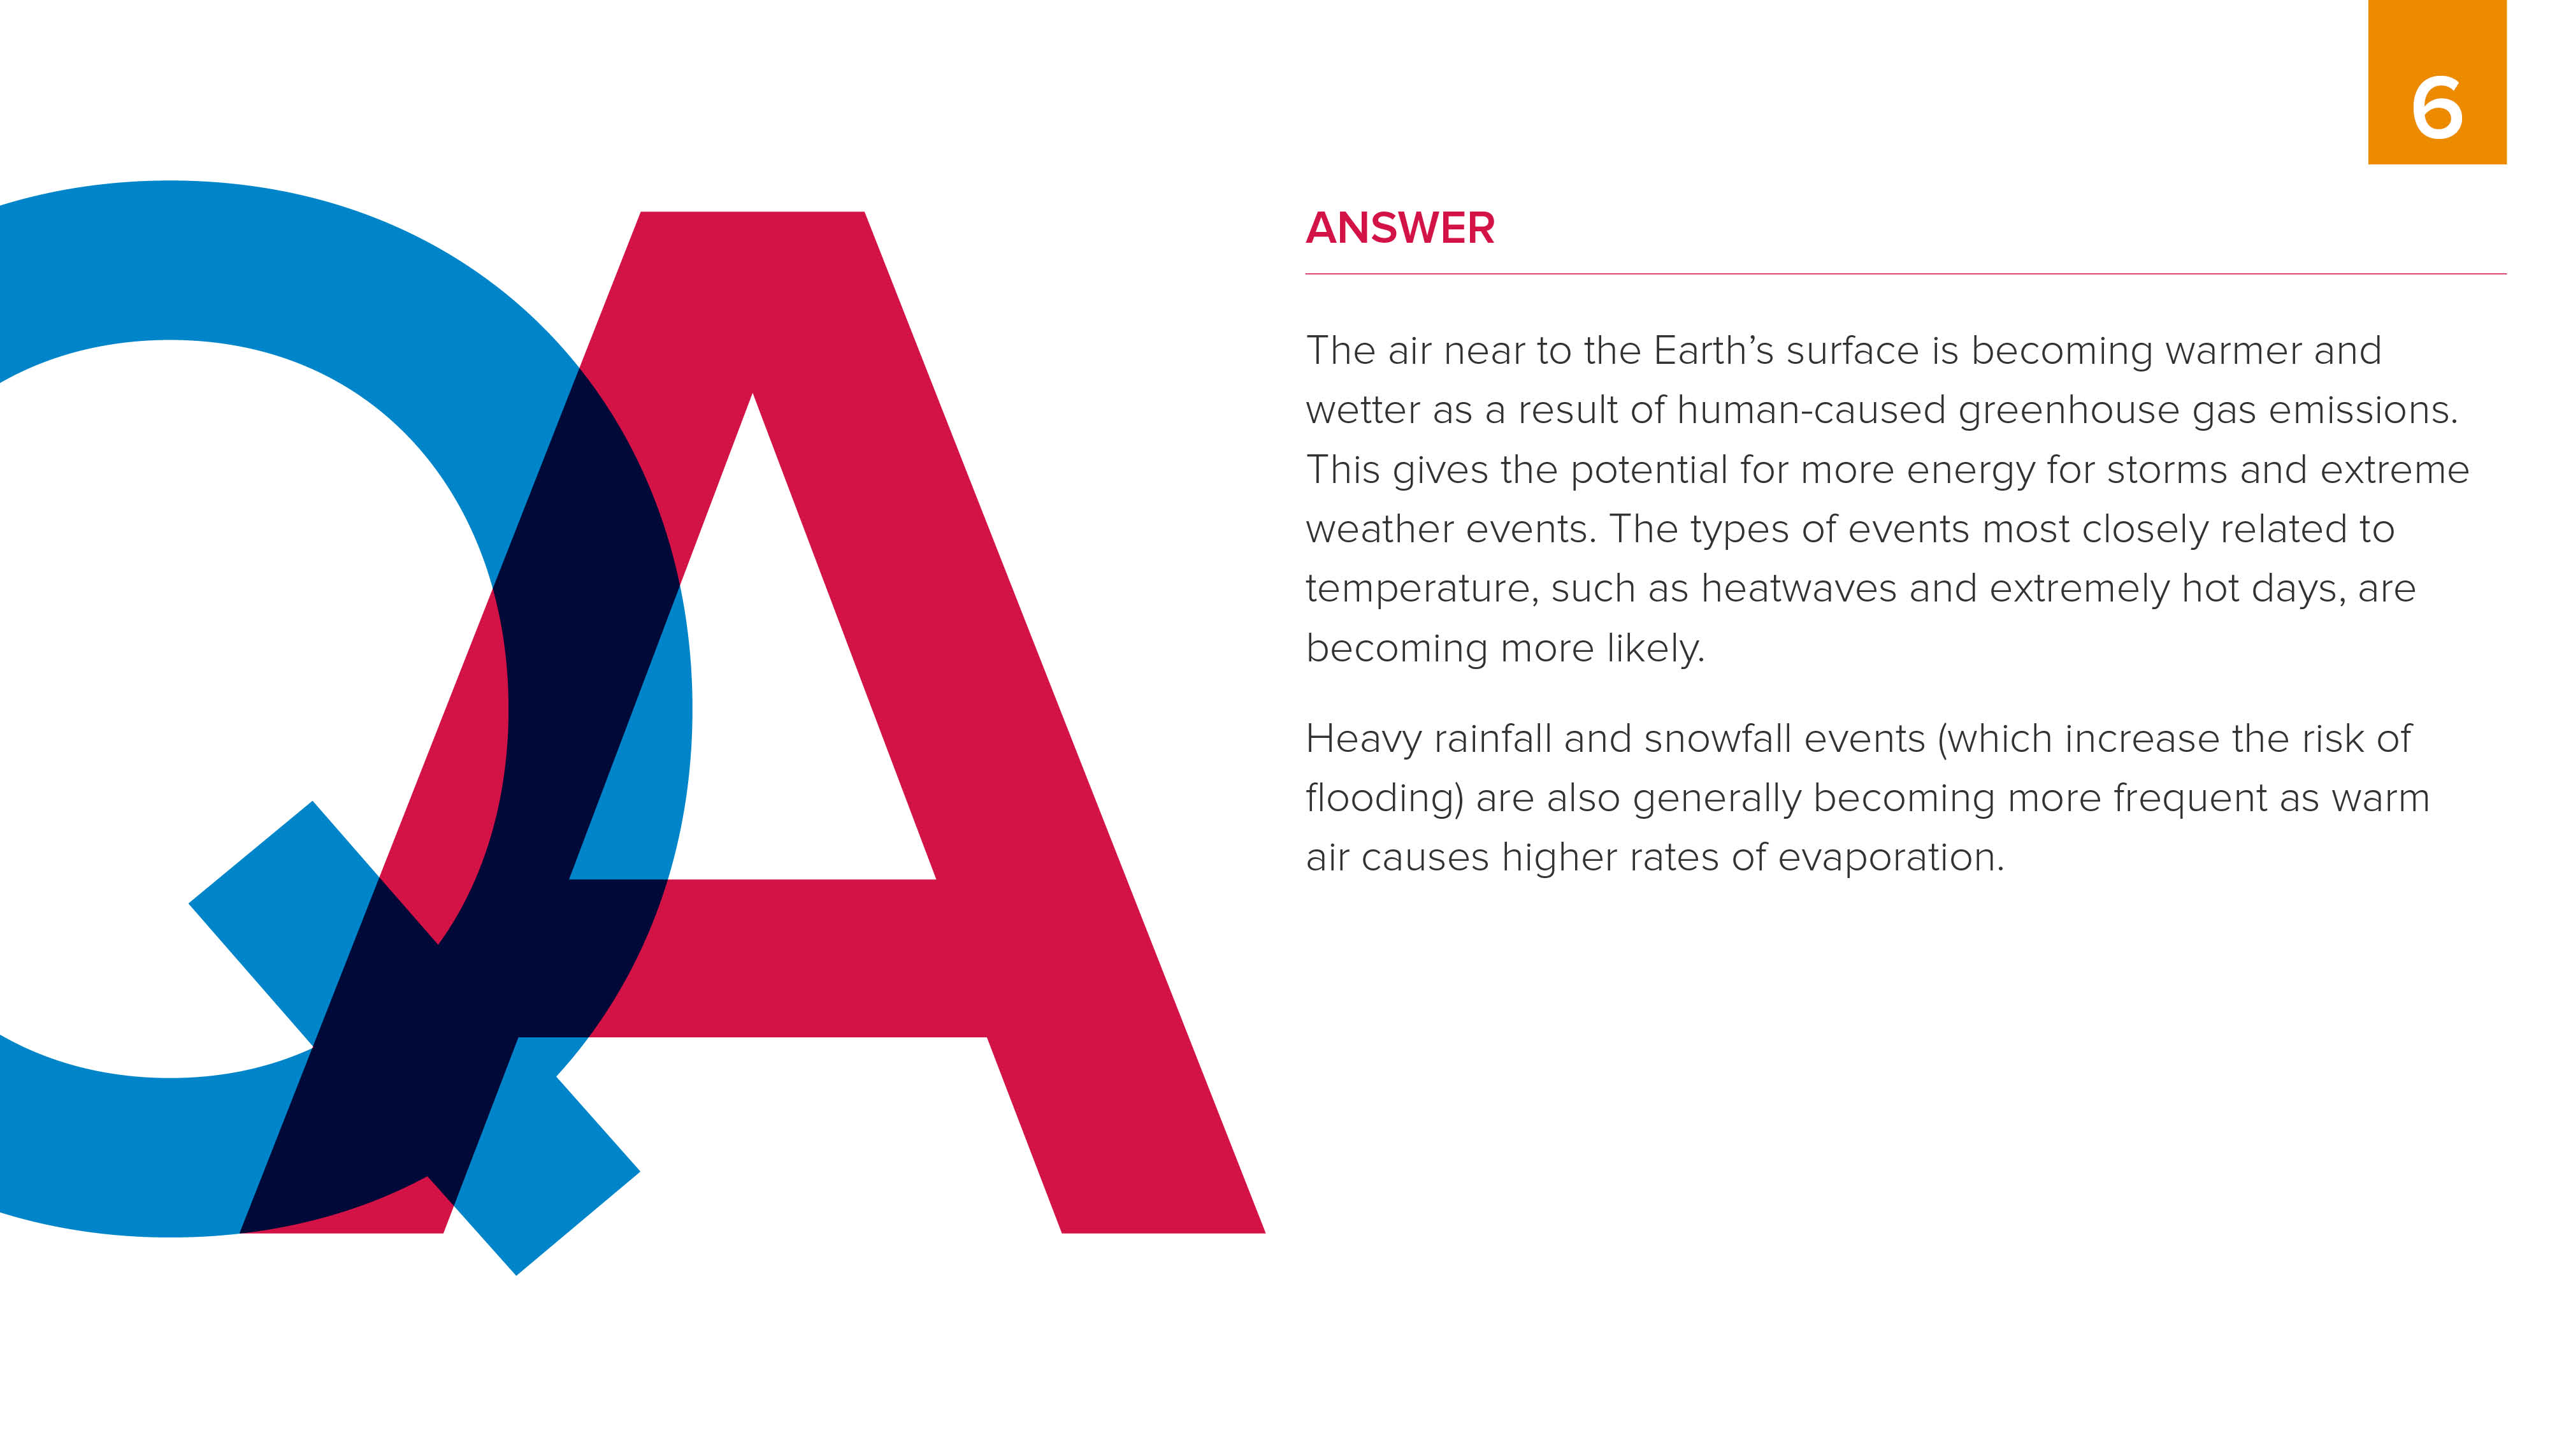 6
QA
ANSWER
The air near to the Earth’s surface is becoming warmer and
wetter as a result of human-caused greenhouse gas emissions.
This gives the potential for more energy for storms and extreme
weather events. The types of events most closely related to
temperature, such as heatwaves and extremely hot days, are
becoming more likely.
Heavy rainfall and snowfall events (which increase the risk of
flooding) are also generally becoming more frequent as warm
air causes higher rates of evaporation.